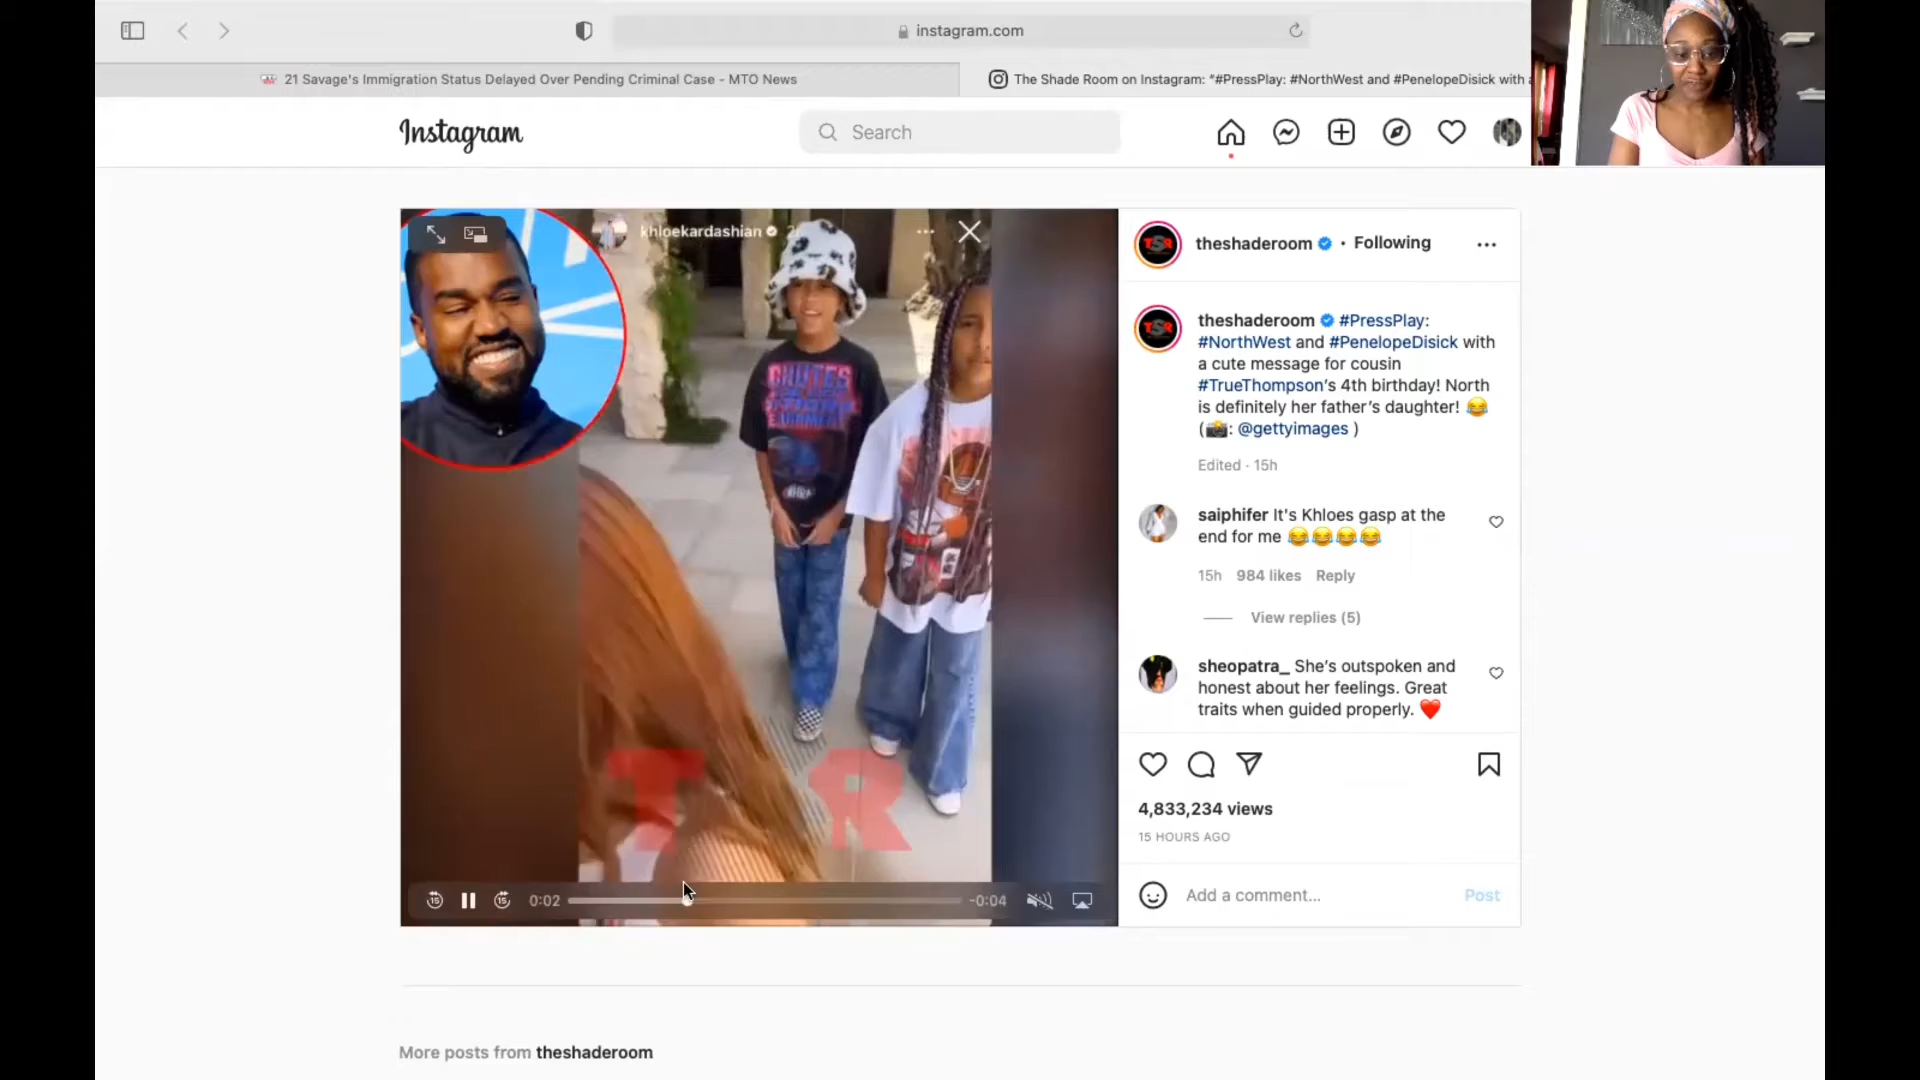 instagram.com
21 Savage's Immigration Status Delayed Over Pending Criminal Case - MTO News
The Shade Room on Instagram: "#PressPlay: #NorthWest and #PenelopeDisick with a
Instagram
Search
khloekardashian
theshaderoom • Following
TSR
theshaderoom #PressPlay:
#NorthWest and #PenelopeDisick with
a cute message for cousin
#TrueThompson's 4th birthday! North
is definitely her father's daughter! 😂
(📸: @gettyimages )
Edited · 15h
saiphifer It's Khloes gasp at the
end for me 😂😂😂😂
15h 984 likes Reply
View replies (5)
sheopatra_ She's outspoken and
honest about her feelings. Great
traits when guided properly. ❤️
T R
4,833,234 views
15 HOURS AGO
15 15 0:02 -0:04
Add a comment... Post
More posts from theshaderoom